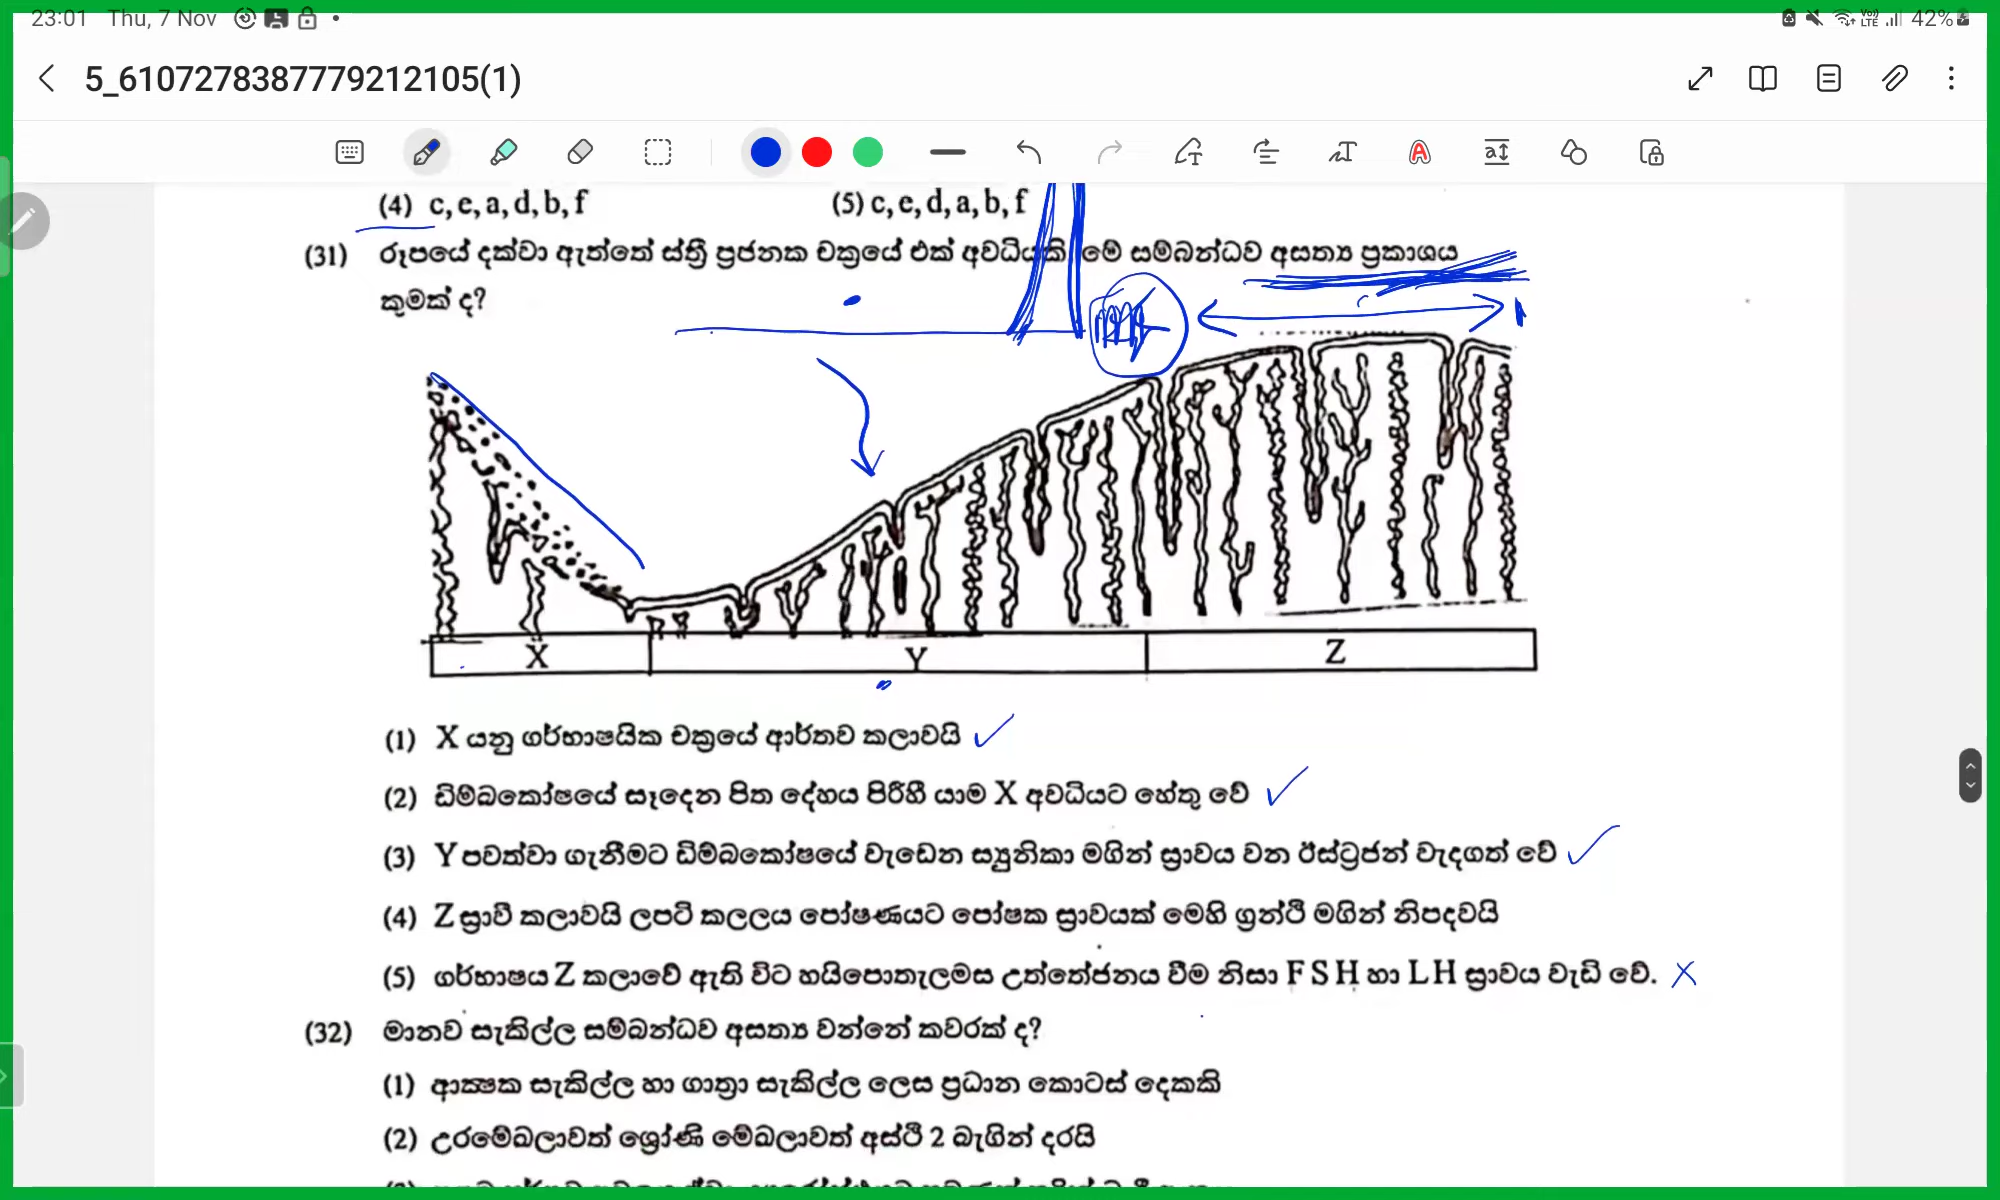 23:01 Thu, 7 Nov
42%
5_6107278387779212105(1)
(4) c, e, a, d, b, f (5) c, e, d, a, b, f
(31) රූපයේ දක්වා ඇත්තේ ස්ත්‍රී ප්‍රජනක චක්‍රයේ එක් අවධියකි මේ සම්බන්ධව අසත්‍ය ප්‍රකාශය
කුමක් ද?
X Y Z
(1) X යනු ගර්භාෂයික චක්‍රයේ ආර්තව කලාවයි
(2) ඩිම්බකෝෂයේ සෑදෙන පිත දේහය පිරිහී යාම X අවධියට හේතු වේ
(3) Y පවත්වා ගැනීමට ඩිම්බකෝෂයේ වැඩෙන ස්‍යුනිකා මගින් ස්‍රාවය වන ඊස්ට්‍රජන් වැදගත් වේ
(4) Z ස්‍රාවී කලාවයි ලපටි කලලය පෝෂණයට පෝෂක ස්‍රාවයක් මෙහි ග්‍රන්ථි මගින් නිපදවයි
(5) ගර්භාෂය Z කලාවේ ඇති විට හයිපොතැලමස උත්තේජනය වීම නිසා F S H හා L H ස්‍රාවය වැඩි වේ.
(32) මානව සැකිල්ල සම්බන්ධව අසත්‍ය වන්නේ කවරක් ද?
(1) ආක්‍ෂක සැකිල්ල හා ගාත්‍රා සැකිල්ල ලෙස ප්‍රධාන කොටස් දෙකකි
(2) උරමේඛලාවත් ශ්‍රෝණි මේඛලාවත් අස්ථි 2 බැගින් දරයි